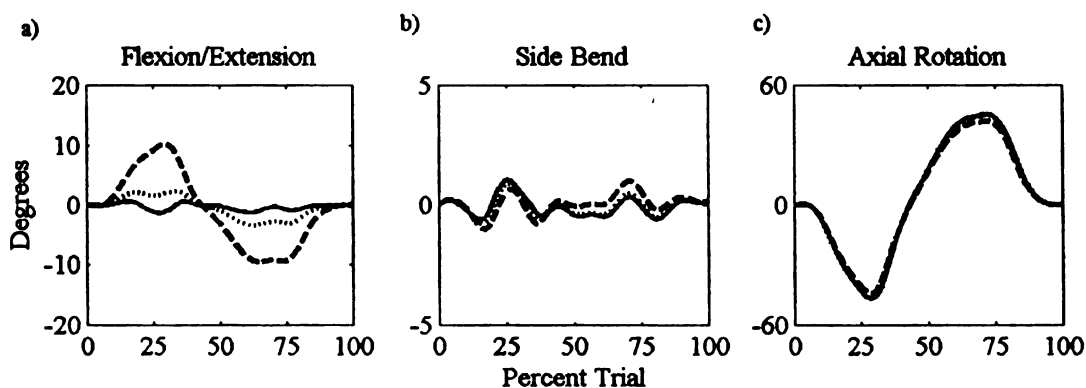 a)
Flexion/Extension
20
10
0
-10
-20
Degrees
0 25 50 75 100
b)
Side Bend
5
0
-5
0 25 50 75 100
Percent Trial
c)
Axial Rotation
60
0
-60
0 25 50 75 100